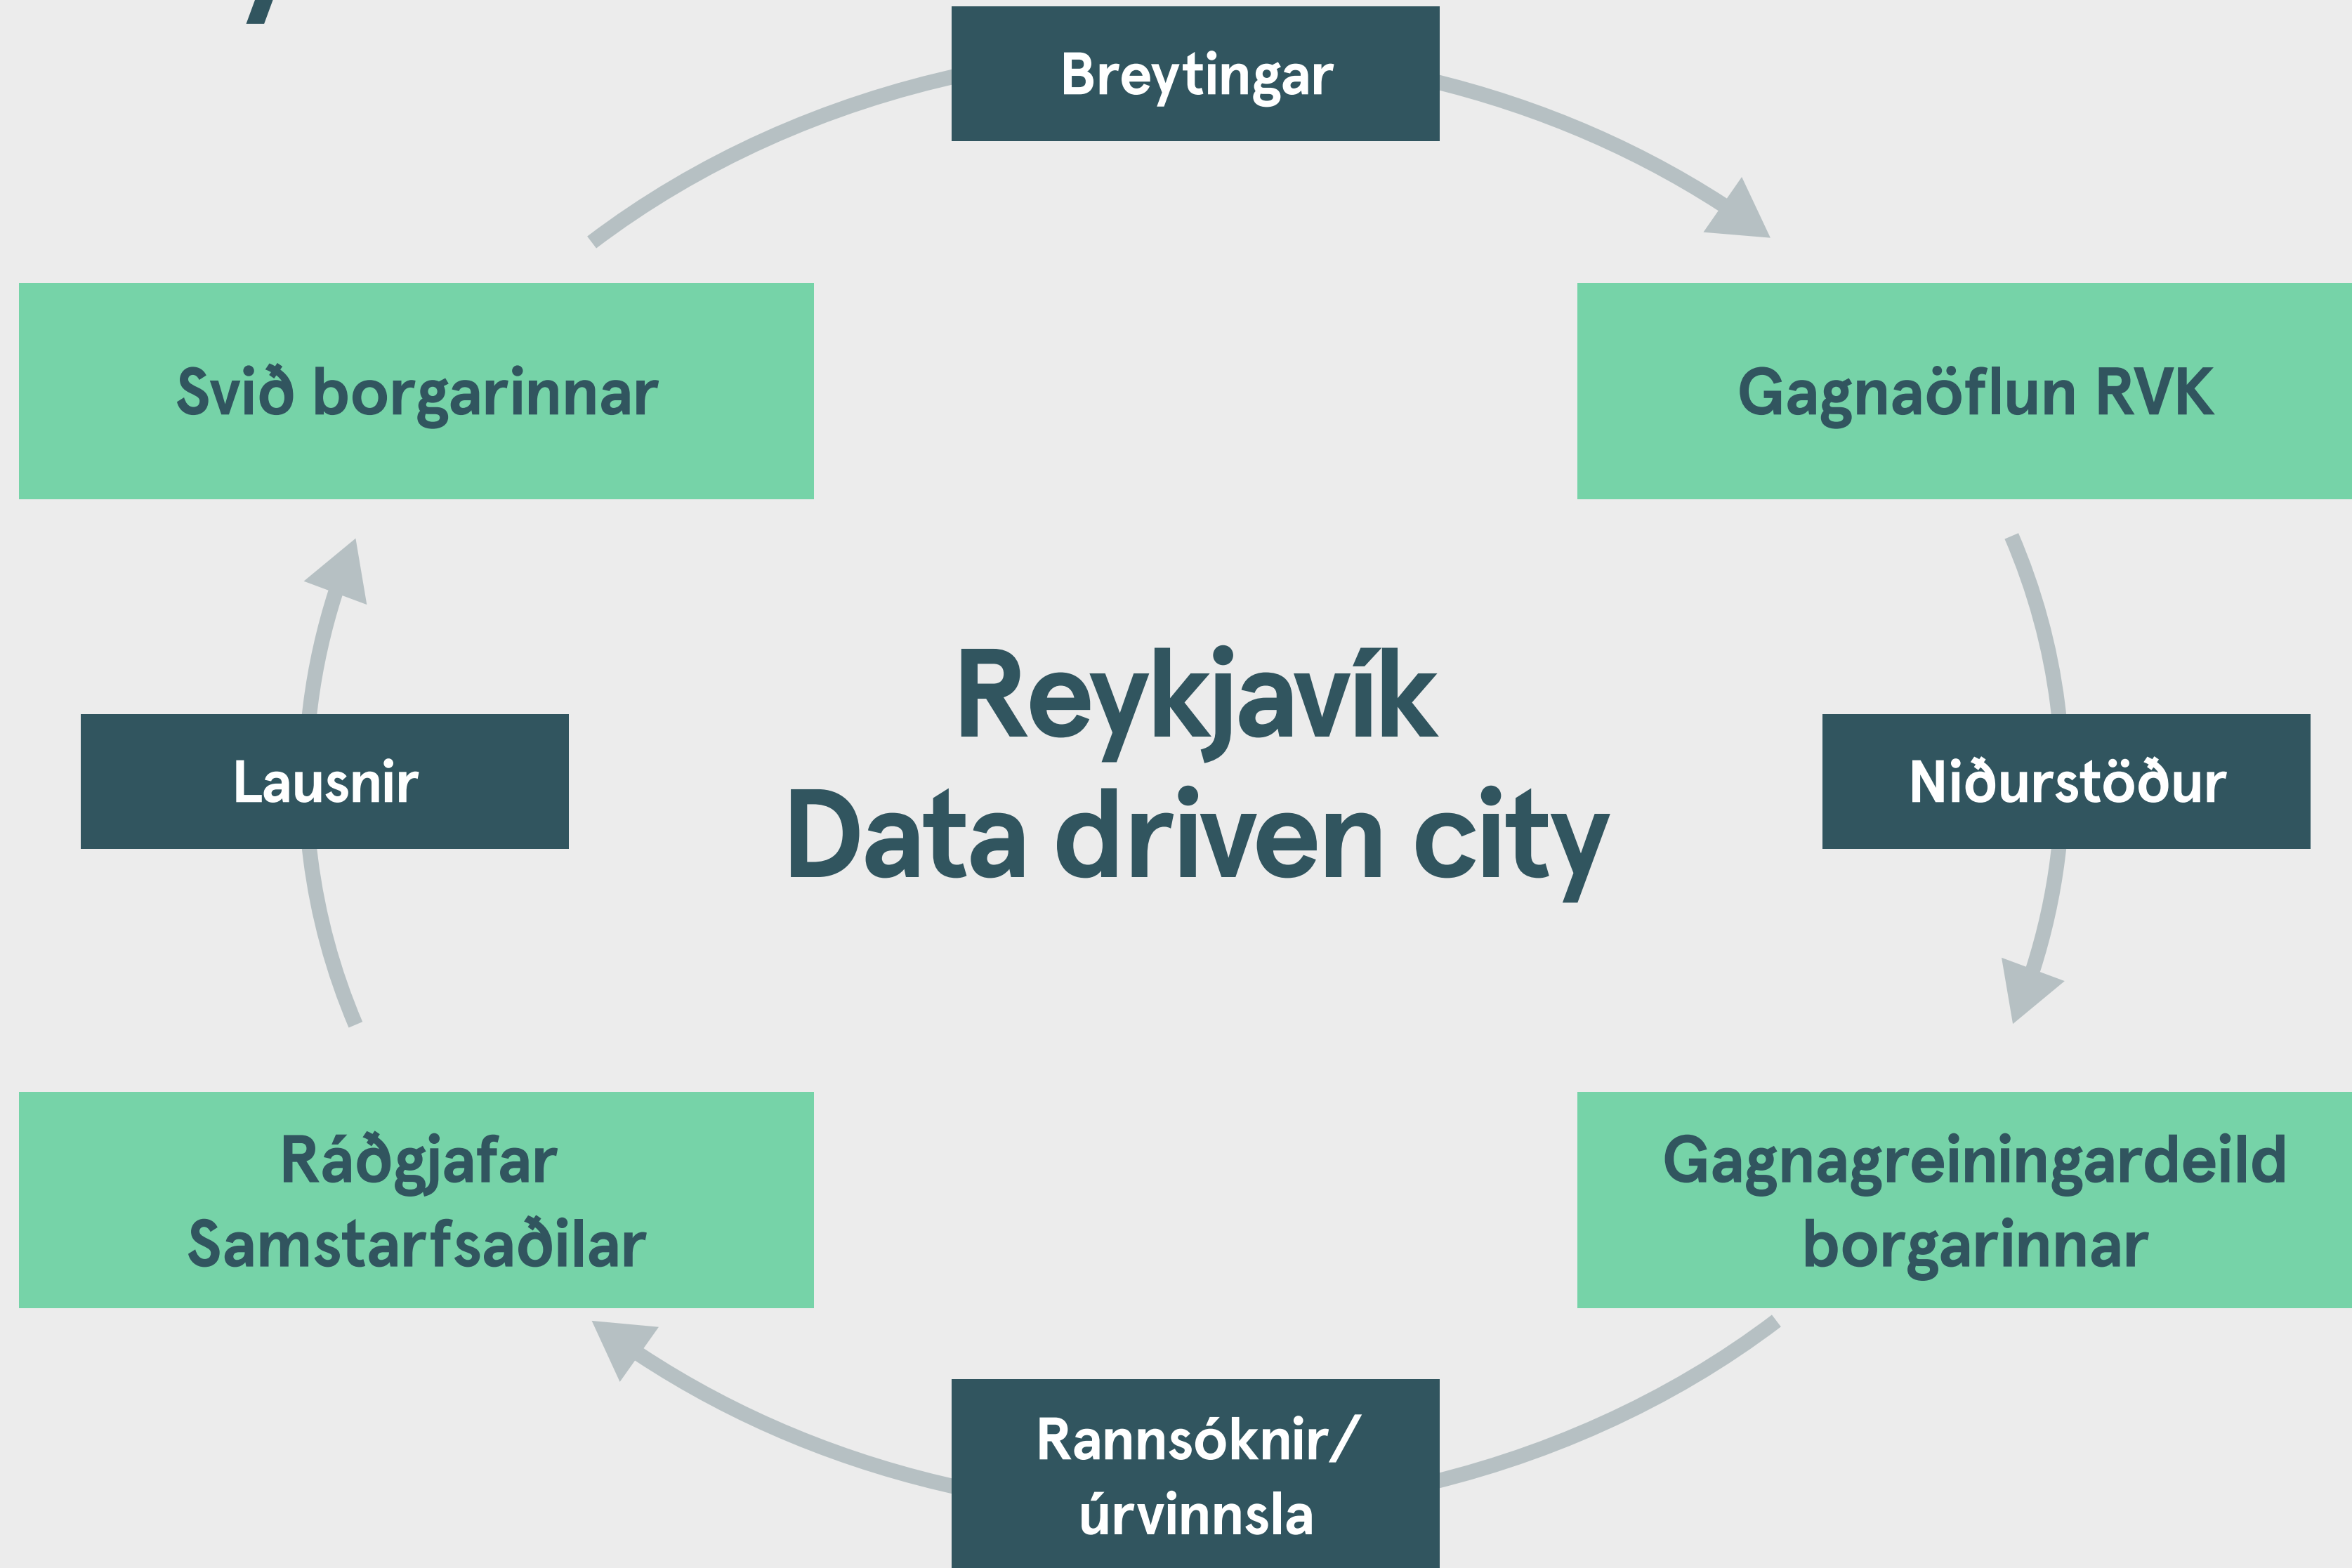 Breytingar
Svið borgarinnar
Gagnaöflun RVK
Reykjavík
Data driven city
Lausnir
Niðurstöður
Ráðgjafar
Samstarfsaðilar
Gagnagreiningardeild
borgarinnar
Rannsóknir/
úrvinnsla